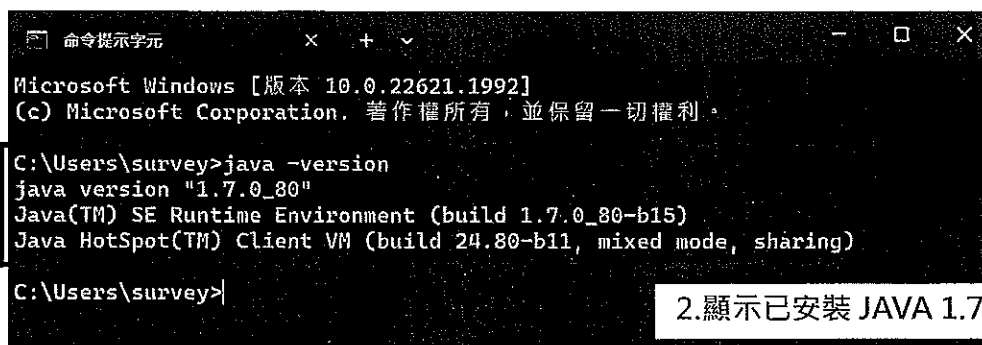 命令提示字元
Microsoft Windows [版本 10.0.22621.1992]
(c) Microsoft Corporation. 著作權所有，並保留一切權利。
C:\Users\survey>java -version
java version "1.7.0_80"
Java(TM) SE Runtime Environment (build 1.7.0_80-b15)
Java HotSpot(TM) Client VM (build 24.80-b11, mixed mode, sharing)
C:\Users\survey>
2.顯示已安裝 JAVA 1.7